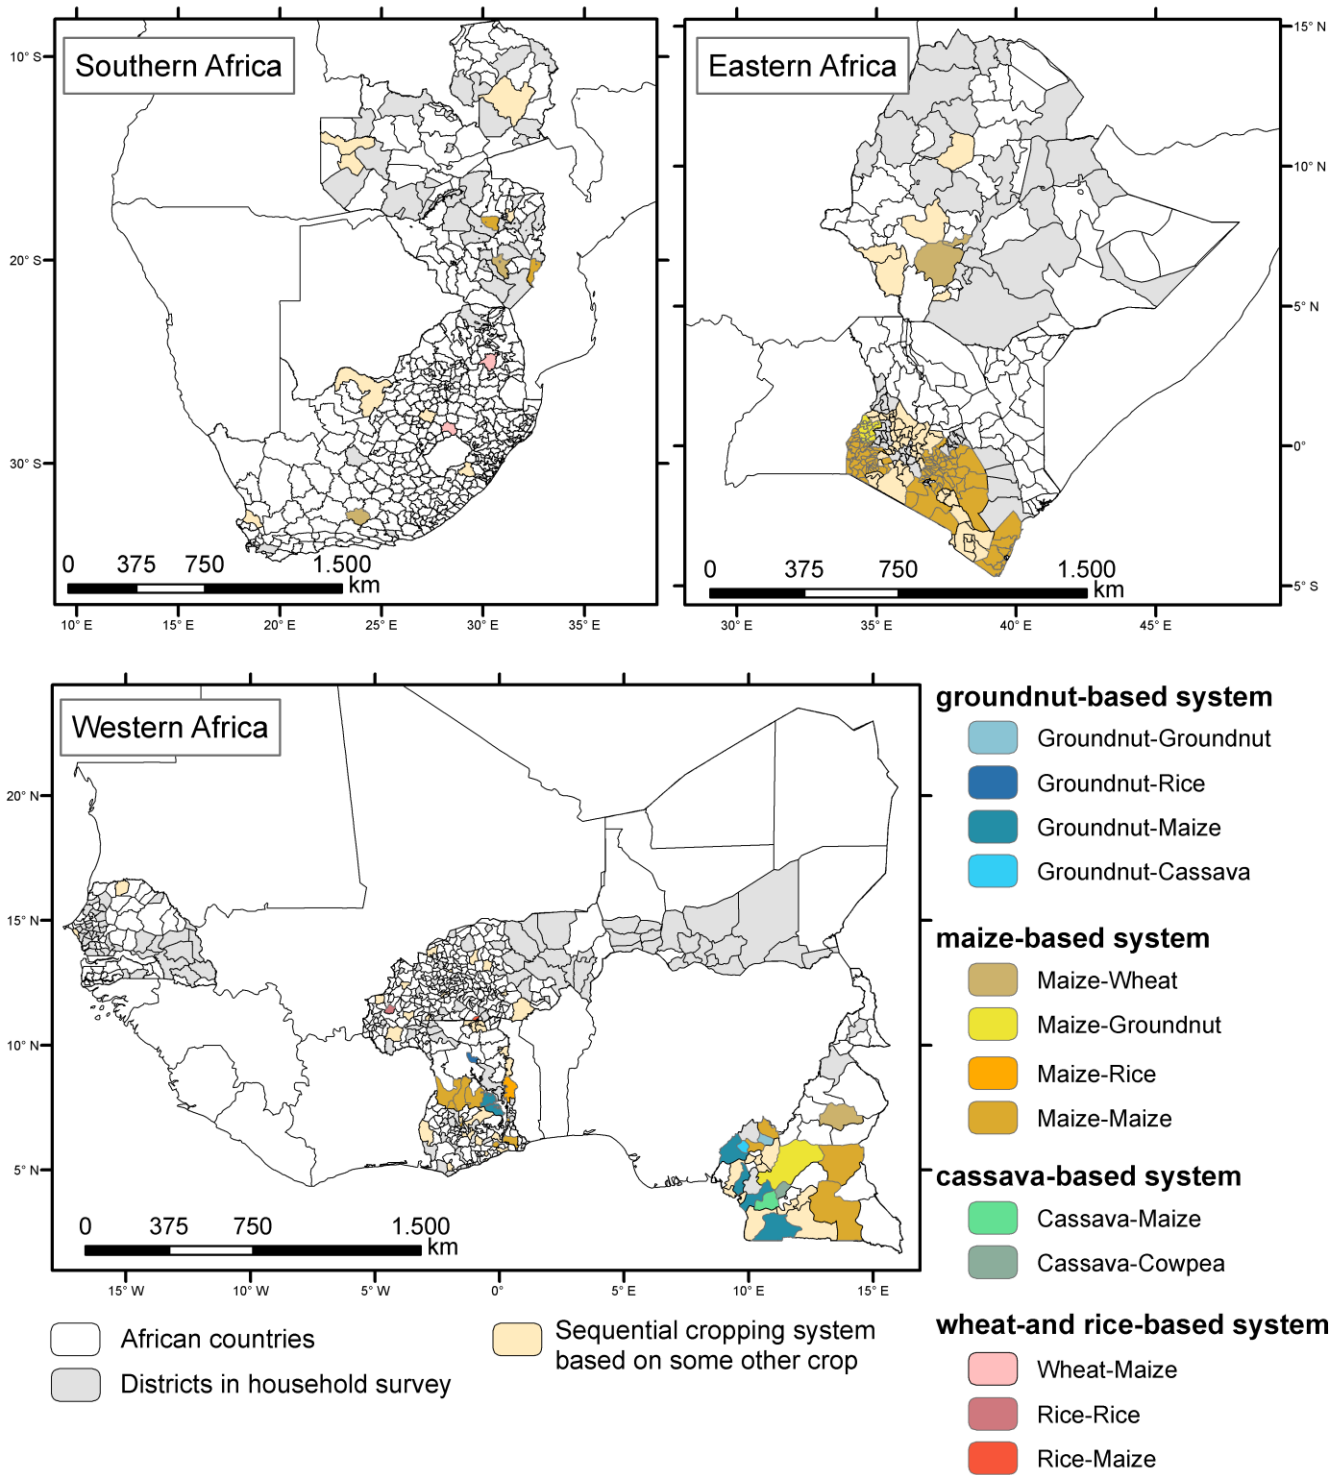 Southern Africa
10° S
20° S
30° S
0 375 750 1.500
km
10° E 15° E 20° E 25° E 30° E 35° E
Eastern Africa
15° N
10° N
5° N
0°
5° S
0 375 750 1.500
km
30° E 35° E 40° E 45° E
Western Africa
20° N
15° N
10° N
5° N
0 375 750 1.500
km
15° W 10° W 5° W 0° 5° E 10° E 15° E
groundnut-based system
Groundnut-Groundnut
Groundnut-Rice
Groundnut-Maize
Groundnut-Cassava
maize-based system
Maize-Wheat
Maize-Groundnut
Maize-Rice
Maize-Maize
cassava-based system
Cassava-Maize
Cassava-Cowpea
wheat-and rice-based system
Wheat-Maize
Rice-Rice
Rice-Maize
African countries
Districts in household survey
Sequential cropping system
based on some other crop